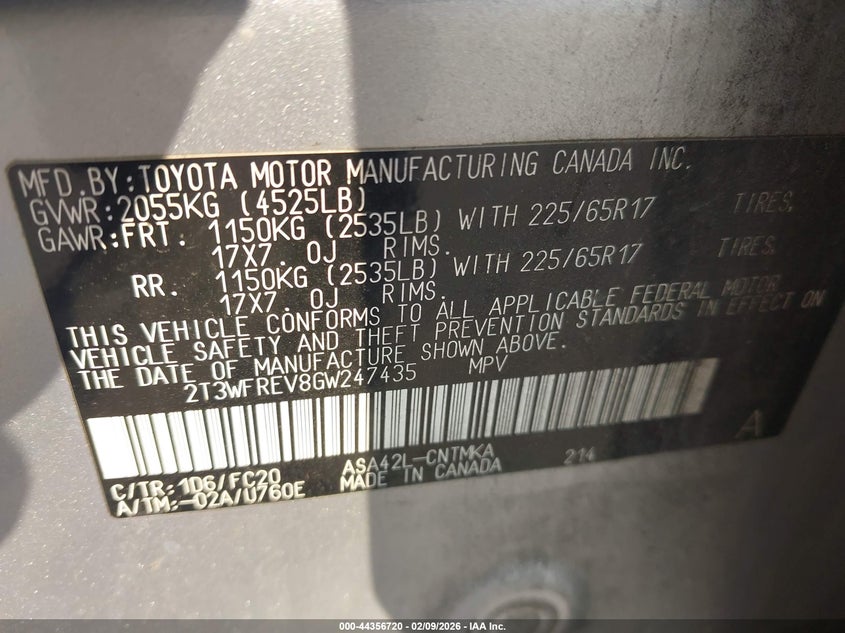 MFD.BY:TOYOTA MOTOR MANUFACTURING CANADA INC.
GVWR:2055KG (4525LB)
GAWR:FRT: 1150KG (2535LB) WITH 225/65R17 TIRES,
17X7. 0J RIMS.
RR. 1150KG (2535LB) WITH 225/65R17 TIRES,
17X7. 0J RIMS.
THIS VEHICLE CONFORMS TO ALL APPLICABLE FEDERAL MOTOR
VEHICLE SAFETY AND THEFT PREVENTION STANDARDS IN EFFECT ON
THE DATE OF MANUFACTURE SHOWN ABOVE.
2T3WFREV8GW247435 MPV
A
C/TR:1D6/FC20 ASA42L-CNTMKA 214
A/TM:-02A/U760E MADE IN CANADA
000-44356720 - 02/09/2026 - IAA Inc.